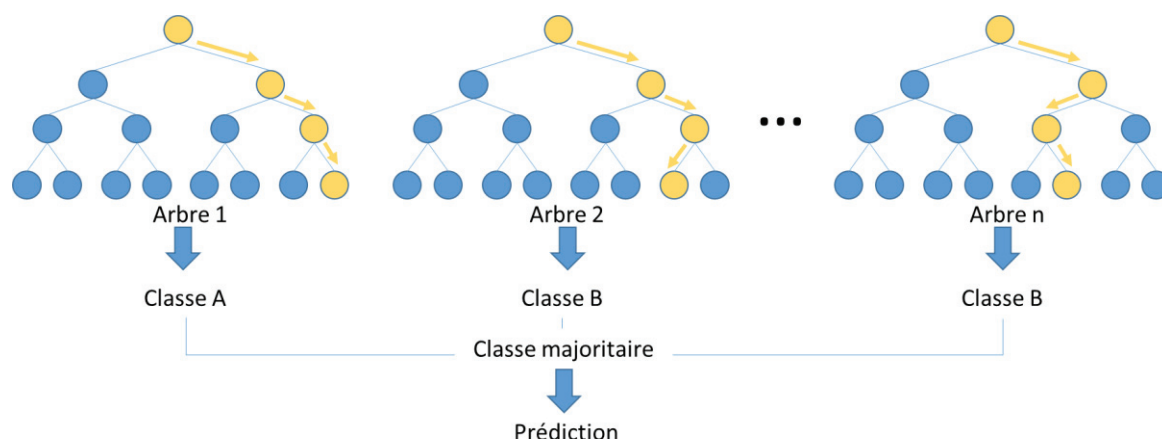 ...
Arbre 1
Arbre 2
Arbre n
Classe A
Classe B
Classe B
Classe majoritaire
Prédiction